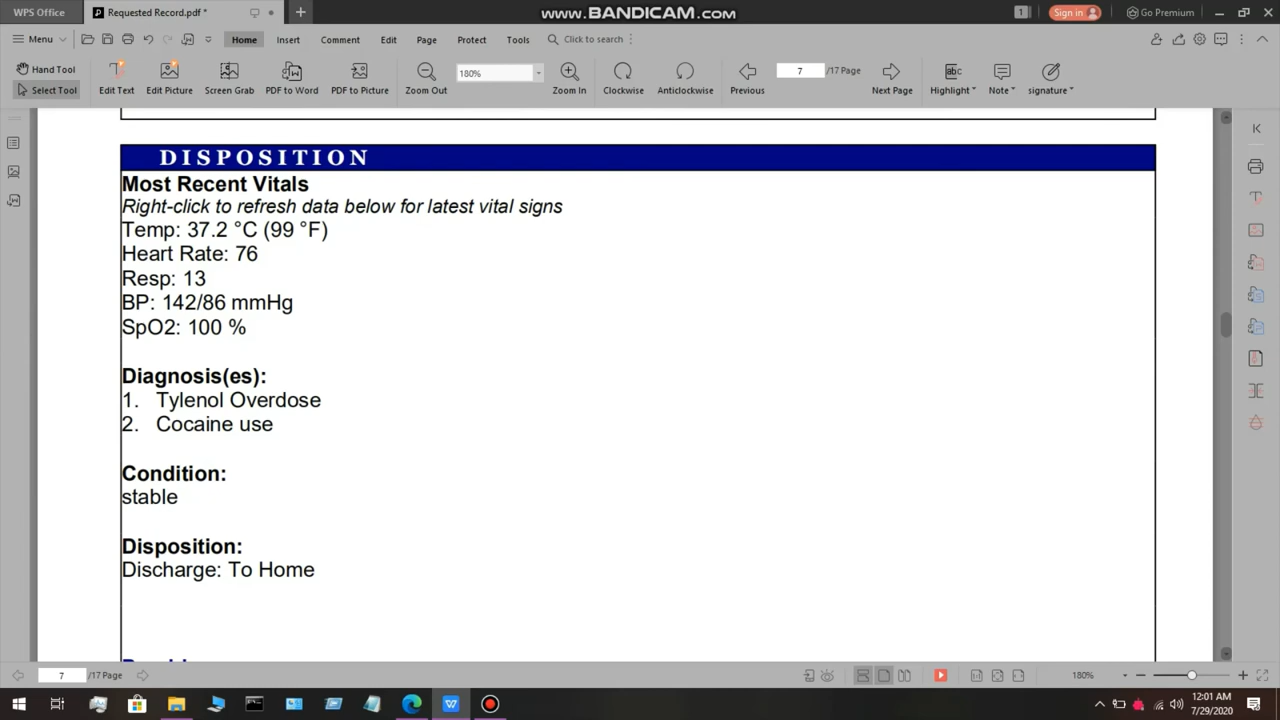 WPS Office
Requested Record.pdf *
www.BANDICAM.com
1
Sign in
Go Premium
Menu
Home
Insert
Comment
Edit
Page
Protect
Tools
Click to search
Hand Tool
Select Tool
Edit Text
Edit Picture
Screen Grab
PDF to Word
PDF to Picture
Zoom Out
180%
Zoom In
Clockwise
Anticlockwise
Previous
7 /17 Page
Next Page
Highlight
Note
signature
DISPOSITION
Most Recent Vitals
Right-click to refresh data below for latest vital signs
Temp: 37.2 °C (99 °F)
Heart Rate: 76
Resp: 13
BP: 142/86 mmHg
SpO2: 100 %
Diagnosis(es):
1. Tylenol Overdose
2. Cocaine use
Condition:
stable
Disposition:
Discharge: To Home
7 /17 Page
180%
12:01 AM
7/29/2020